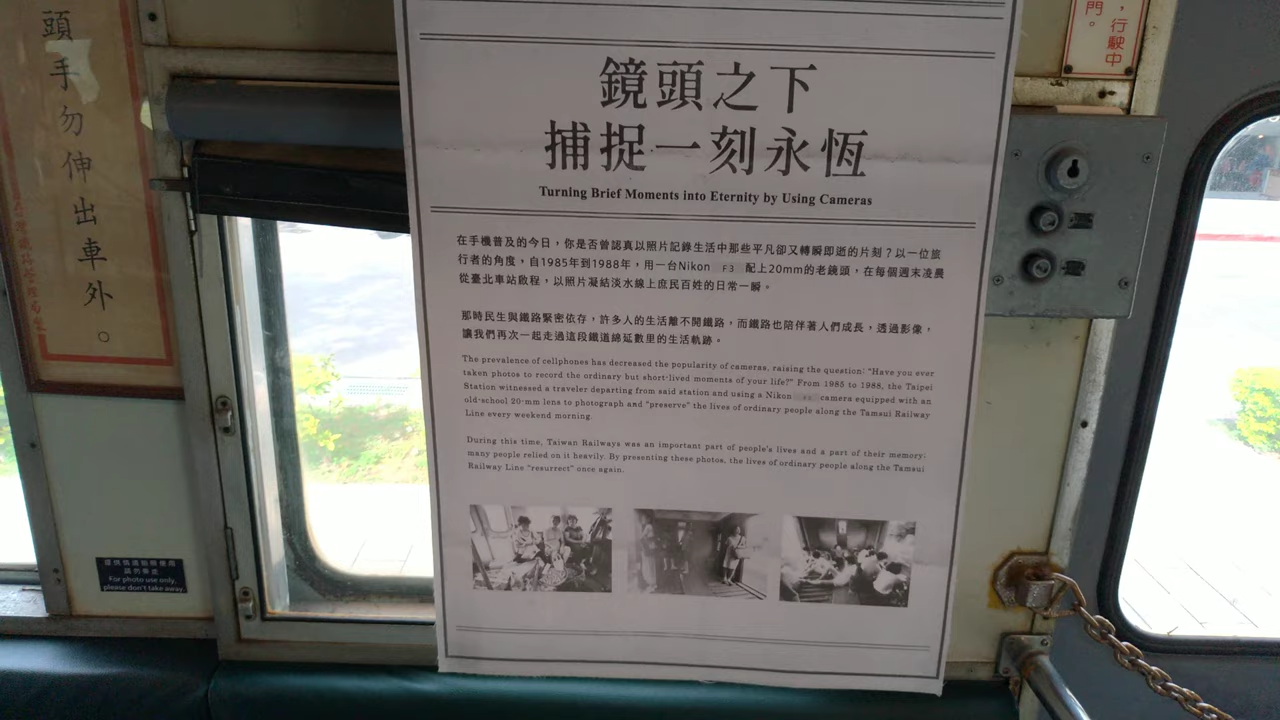 頭手勿伸出車外。
，行駛中
門。
鏡頭之下
捕捉一刻永恆
Turning Brief Moments into Eternity by Using Cameras
在手機普及的今日，你是否曾認真以照片記錄生活中那些平凡卻又轉瞬即逝的片刻？以一位旅
行者的角度，自1985年到1988年，用一台Nikon F3 配上20mm的老鏡頭，在每個週末凌晨
從臺北車站啟程，以照片凝結淡水線上庶民百姓的日常一瞬。
那時民生與鐵路緊密依存，許多人的生活離不開鐵路，而鐵路也陪伴著人們成長，透過影像，
讓我們再次一起走過這段鐵道綿延數里的生活軌跡。
The prevalence of cellphones has decreased the popularity of cameras, raising the question: "Have you ever
taken photos to record the ordinary but short-lived moments of your life?" From 1985 to 1988, the Taipei
Station witnessed a traveler departing from said station and using a Nikon F3 camera equipped with an
old-school 20-mm lens to photograph and "preserve" the lives of ordinary people along the Tamsui Railway
Line every weekend morning.
During this time, Taiwan Railways was an important part of people's lives and a part of their memory;
many people relied on it heavily. By presenting these photos, the lives of ordinary people along the Tamsui
Railway Line "resurrect" once again.
提供價這拍照使用
請勿拿走
For photo use only,
please don't take away.